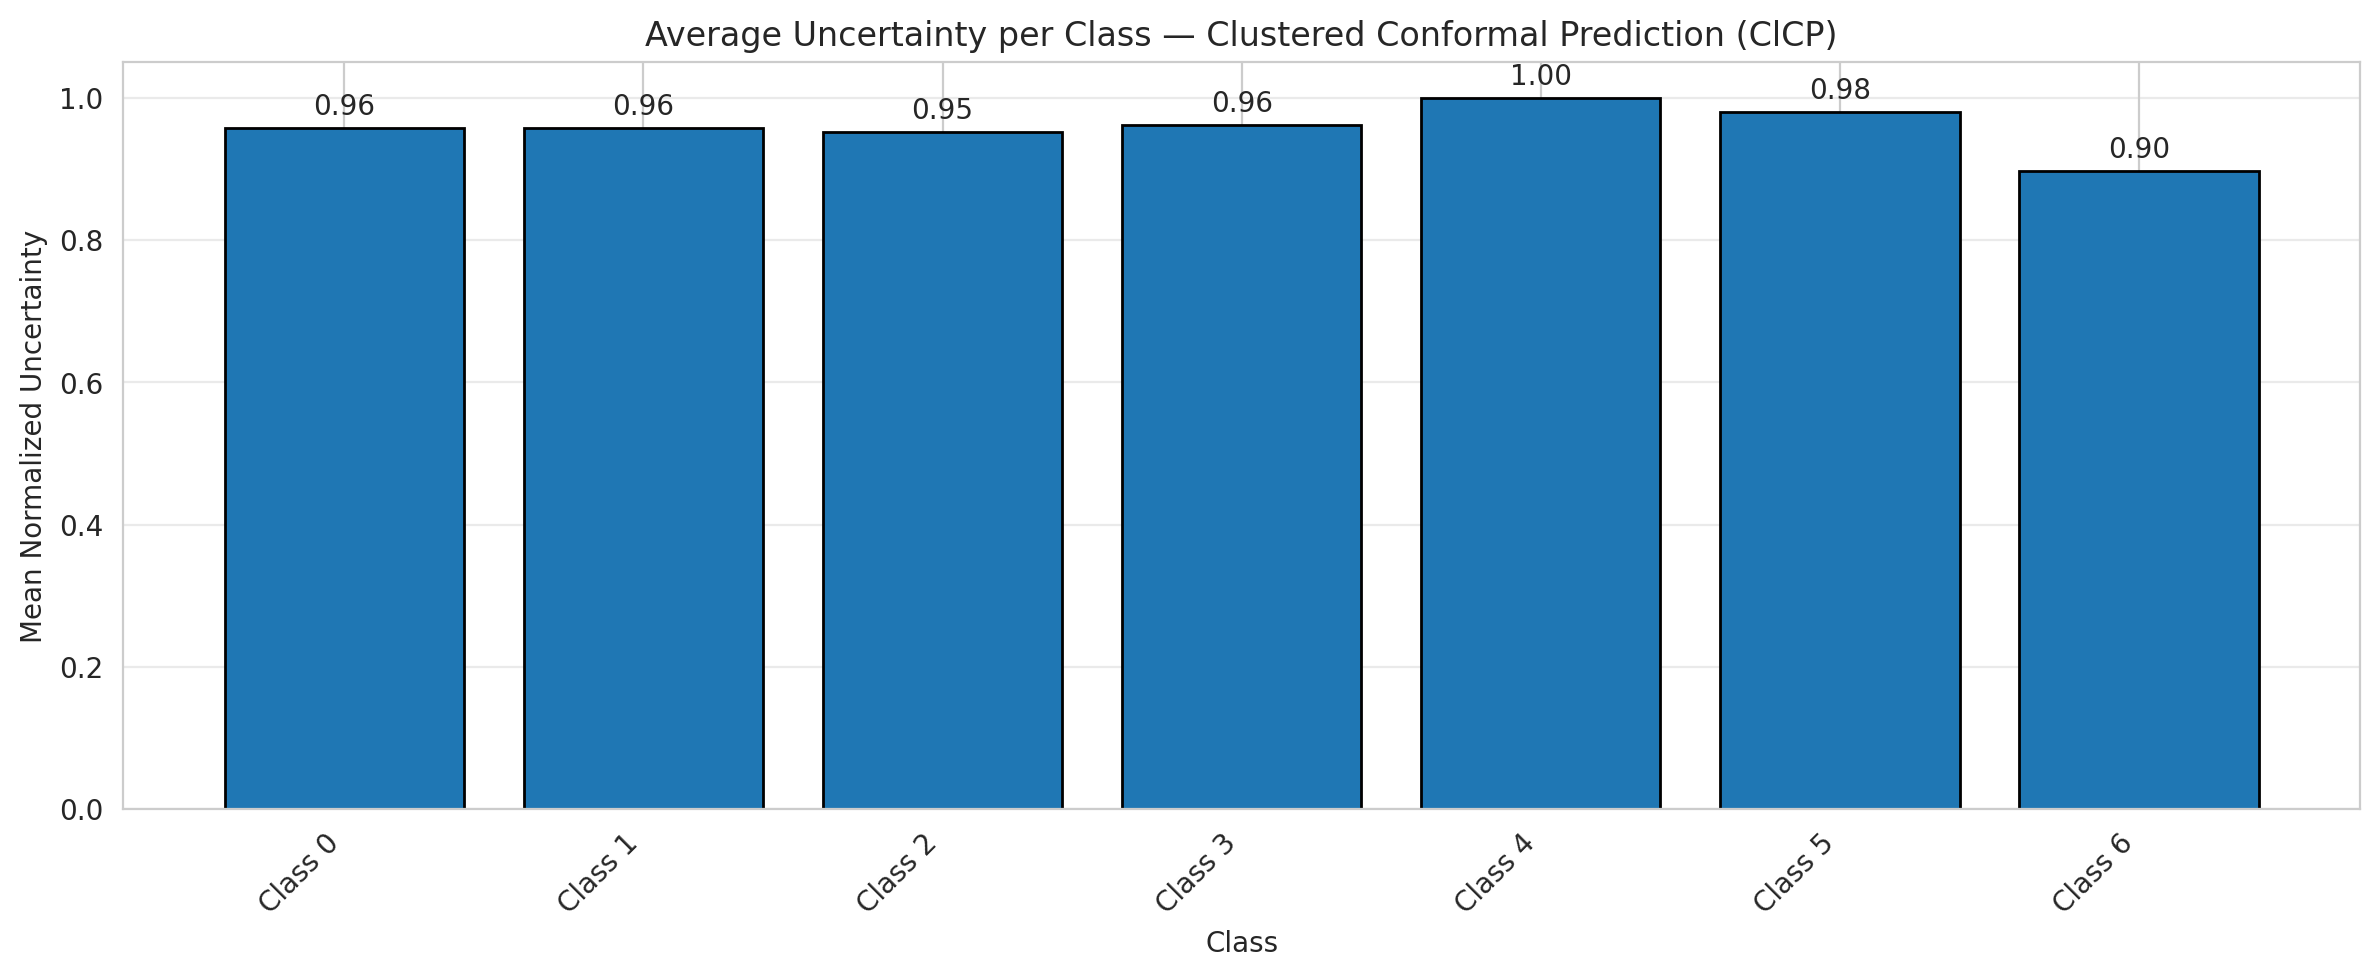 Average Uncertainty per Class — Clustered Conformal Prediction (ClCP)
Mean Normalized Uncertainty
1.0
0.8
0.6
0.4
0.2
0.0
0.96
0.96
0.95
0.96
1.00
0.98
0.90
Class 0
Class 1
Class 2
Class 3
Class 4
Class 5
Class 6
Class